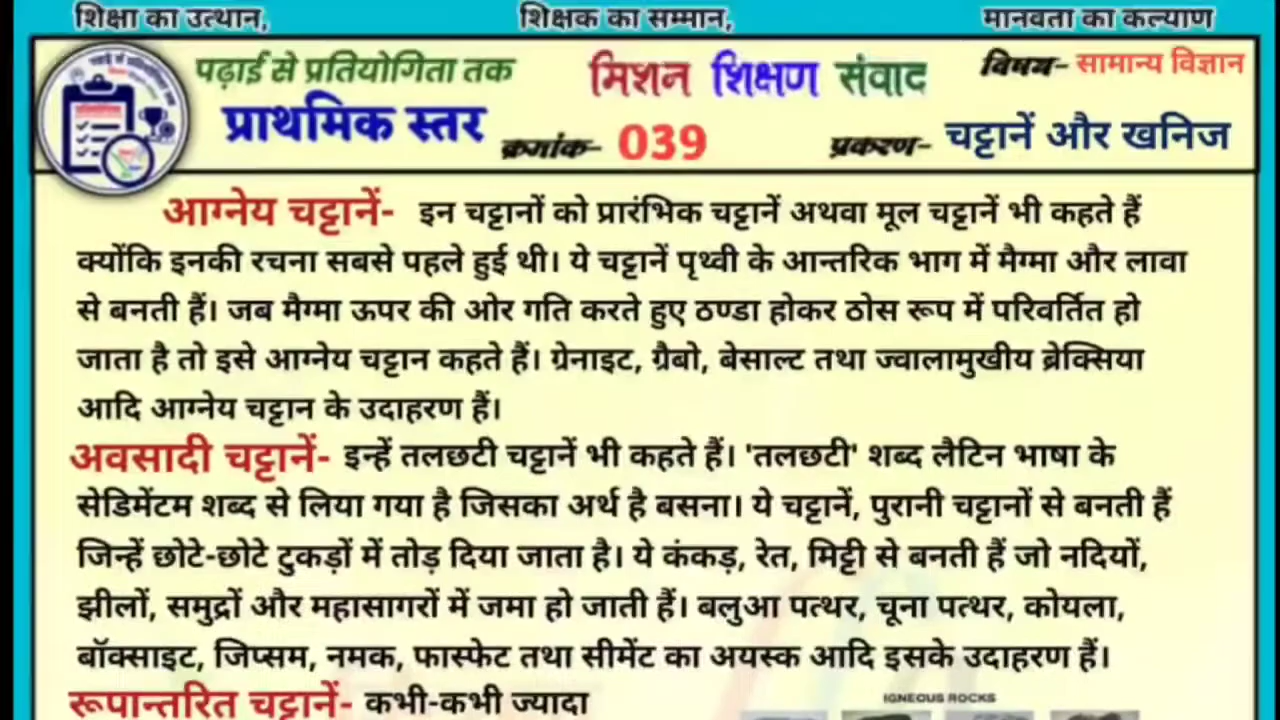 शिक्षा का उत्थान, शिक्षक का सम्मान, मानवता का कल्याण
पढ़ाई से प्रतियोगिता तक मिशन शिक्षण संवाद विषय- सामान्य विज्ञान
प्राथमिक स्तर क्रमांक- 039 प्रकरण- चट्टानें और खनिज
आग्नेय चट्टानें- इन चट्टानों को प्रारंभिक चट्टानें अथवा मूल चट्टानें भी कहते हैं
क्योंकि इनकी रचना सबसे पहले हुई थी। ये चट्टानें पृथ्वी के आन्तरिक भाग में मैग्मा और लावा
से बनती हैं। जब मैग्मा ऊपर की ओर गति करते हुए ठण्डा होकर ठोस रूप में परिवर्तित हो
जाता है तो इसे आग्नेय चट्टान कहते हैं। ग्रेनाइट, ग्रैबो, बेसाल्ट तथा ज्वालामुखीय ब्रेक्सिया
आदि आग्नेय चट्टान के उदाहरण हैं।
अवसादी चट्टानें- इन्हें तलछटी चट्टानें भी कहते हैं। 'तलछटी' शब्द लैटिन भाषा के
सेडिमेंटम शब्द से लिया गया है जिसका अर्थ है बसना। ये चट्टानें, पुरानी चट्टानों से बनती हैं
जिन्हें छोटे-छोटे टुकड़ों में तोड़ दिया जाता है। ये कंकड़, रेत, मिट्टी से बनती हैं जो नदियों,
झीलों, समुद्रों और महासागरों में जमा हो जाती हैं। बलुआ पत्थर, चूना पत्थर, कोयला,
बॉक्साइट, जिप्सम, नमक, फास्फेट तथा सीमेंट का अयस्क आदि इसके उदाहरण हैं।
रूपान्तरित चट्टानें- कभी-कभी ज्यादा
IGNEOUS ROCKS